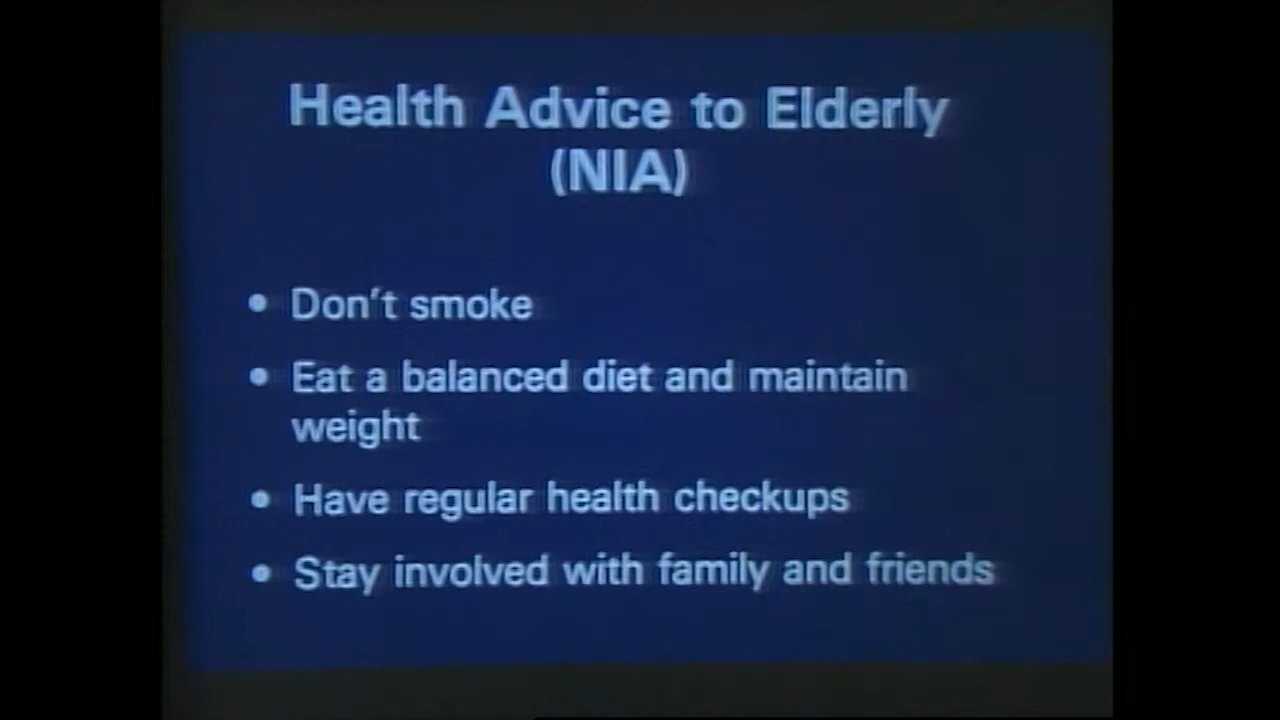 Health Advice to Elderly
(NIA)
• Don't smoke
• Eat a balanced diet and maintain
weight
• Have regular health checkups
• Stay involved with family and friends